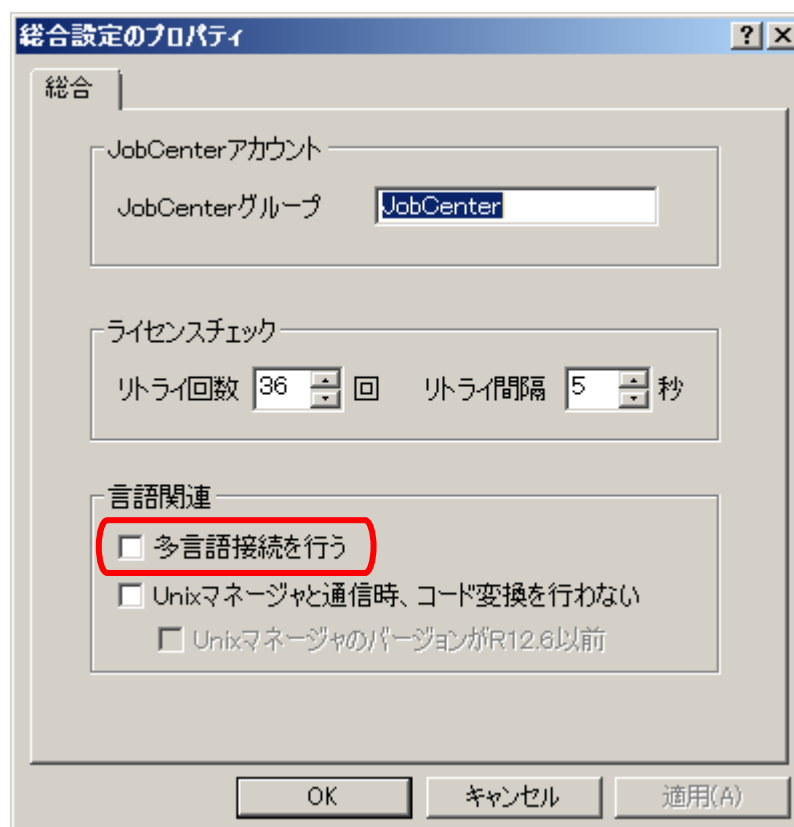 総合設定のプロパティ
総合
JobCenterアカウント
JobCenterグループ JobCenter
ライセンスチェック
リトライ回数 36 回 リトライ間隔 5 秒
言語関連
多言語接続を行う
Unixマネージャと通信時、コード変換を行わない
UnixマネージャのバージョンがR12.6以前
OK キャンセル 適用(A)